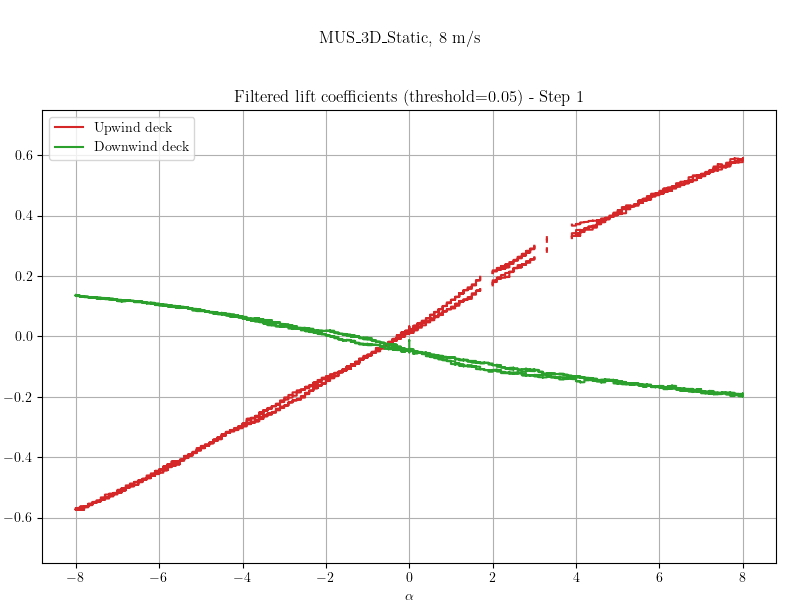 MUS_3D_Static, 8 m/s
Filtered lift coefficients (threshold=0.05) - Step 1
Upwind deck
Downwind deck
0.6
0.4
0.2
0.0
−0.2
−0.4
−0.6
−8 −6 −4 −2 0 2 4 6 8
α